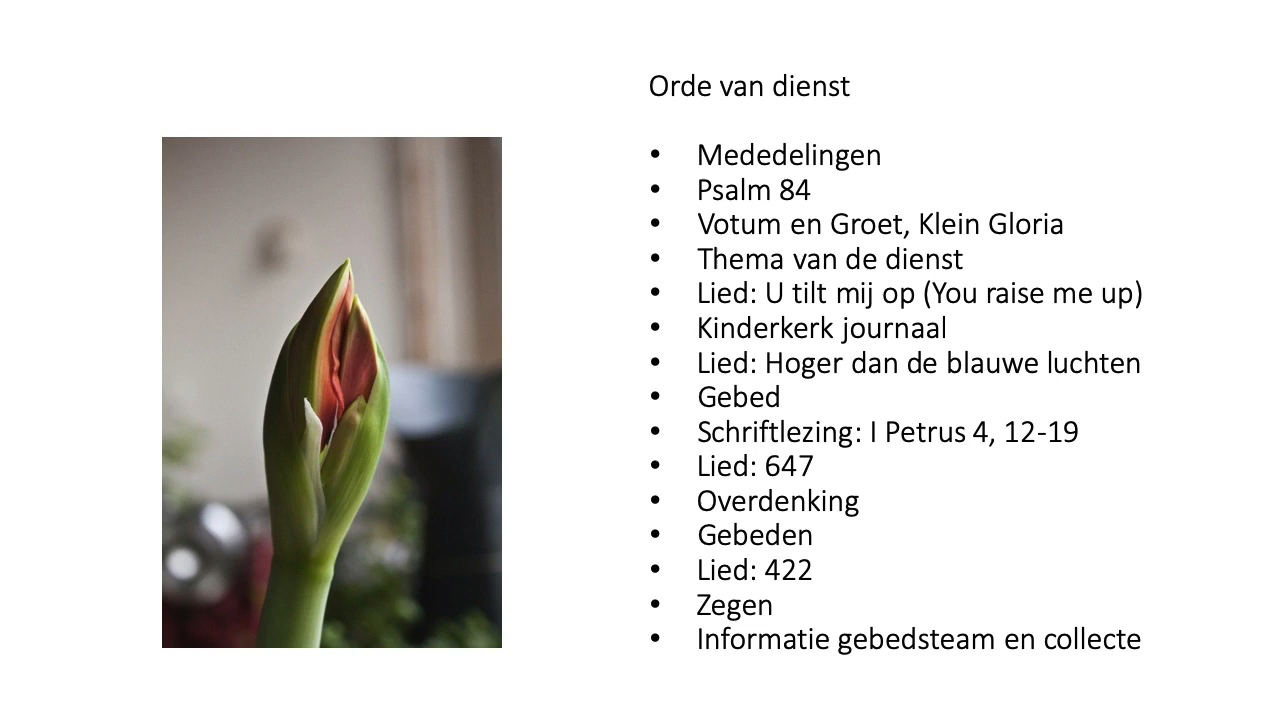 Orde van dienst
• Mededelingen
• Psalm 84
• Votum en Groet, Klein Gloria
• Thema van de dienst
• Lied: U tilt mij op (You raise me up)
• Kinderkerk journaal
• Lied: Hoger dan de blauwe luchten
• Gebed
• Schriftlezing: I Petrus 4, 12-19
• Lied: 647
• Overdenking
• Gebeden
• Lied: 422
• Zegen
• Informatie gebedsteam en collecte